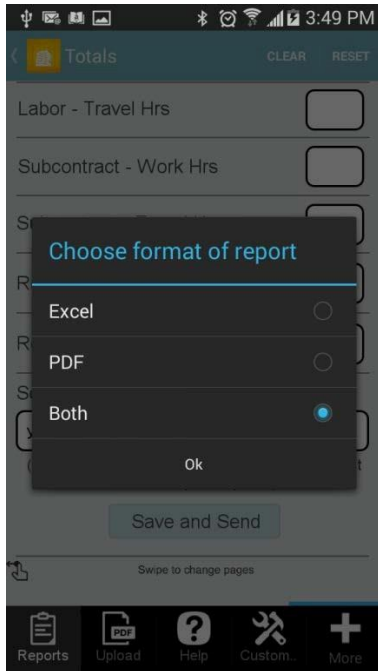 3:49 PM
Totals
CLEAR
RESET
Labor - Travel Hrs
Subcontract - Work Hrs
Choose format of report
Excel
PDF
Both
Ok
Save and Send
Swipe to change pages
PDF
Reports
Upload
Help
Custom..
More